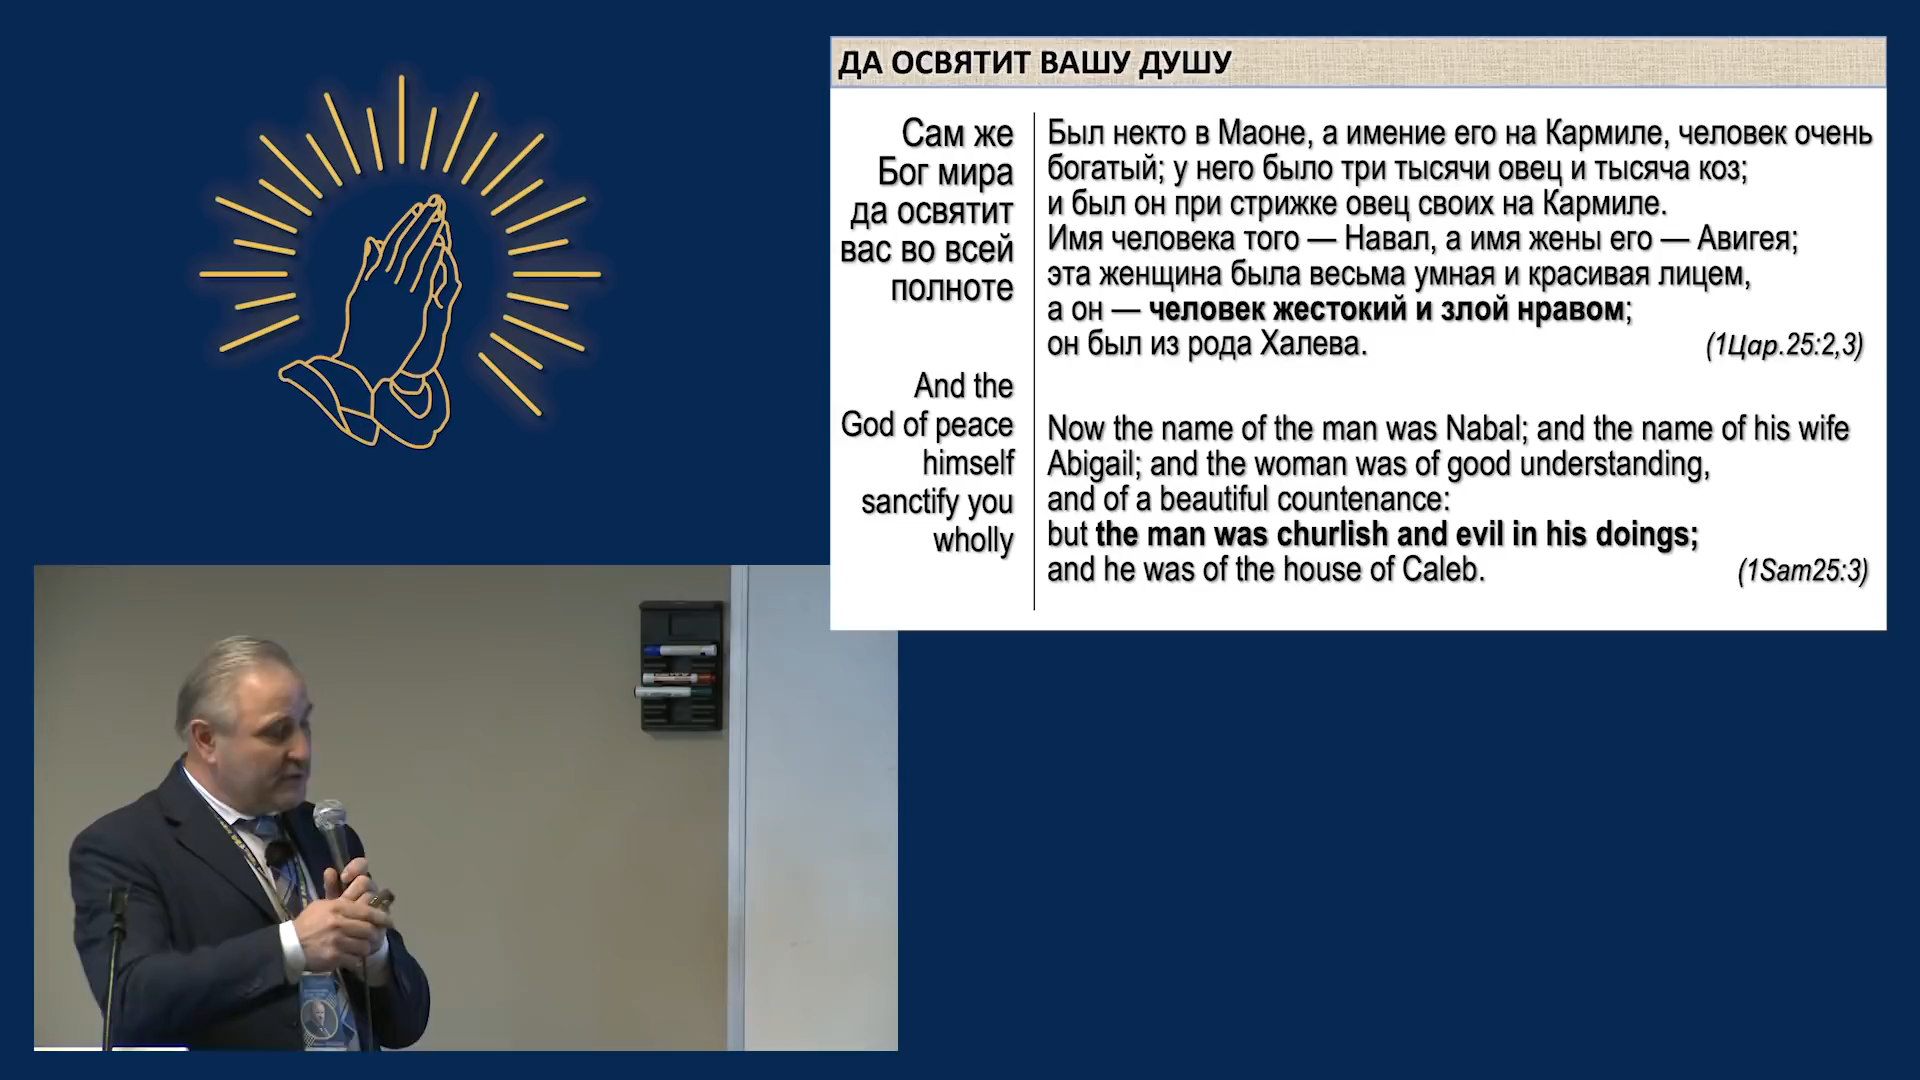 ДА ОСВЯТИТ ВАШУ ДУШУ
Сам же
Бог мира
да освятит
вас во всей
полноте
And the
God of peace
himself
sanctify you
wholly
Был некто в Маоне, а имение его на Кармиле, человек очень
богатый; у него было три тысячи овец и тысяча коз;
и был он при стрижке овец своих на Кармиле.
Имя человека того — Навал, а имя жены его — Авигея;
эта женщина была весьма умная и красивая лицем,
а он — человек жестокий и злой нравом;
он был из рода Халева. (1Цар.25:2,3)
Now the name of the man was Nabal; and the name of his wife
Abigail; and the woman was of good understanding,
and of a beautiful countenance:
but the man was churlish and evil in his doings;
and he was of the house of Caleb. (1Sam25:3)